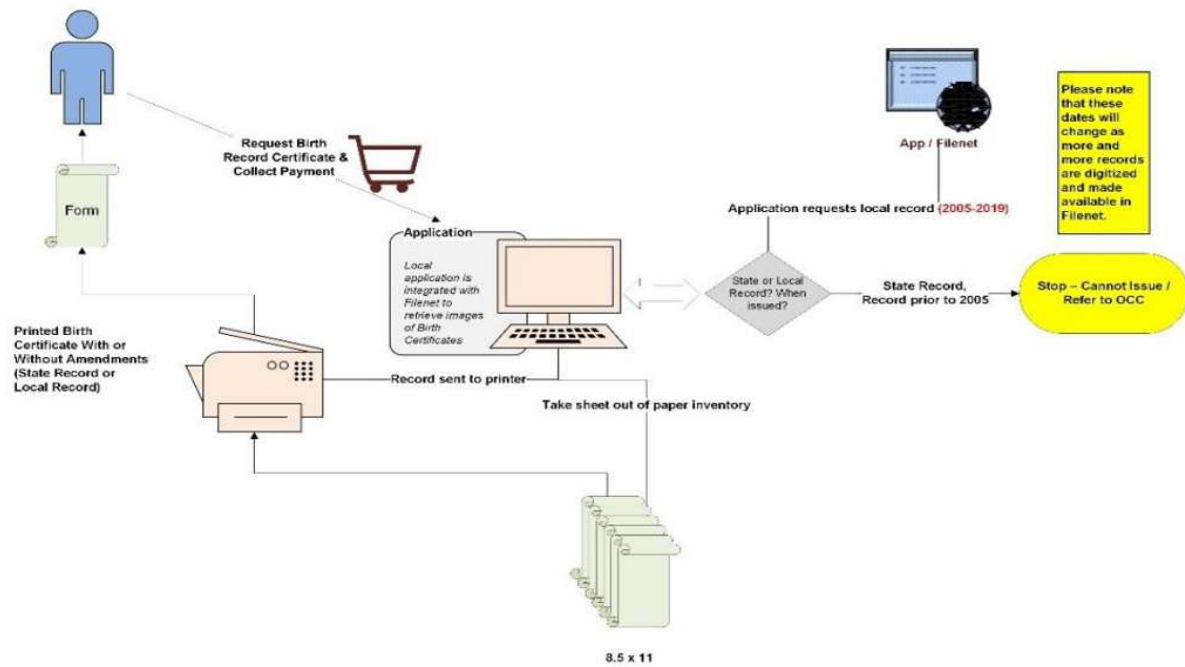 Request Birth
Record Certificate &
Collect Payment
App / Filenet
Please note
that these
dates will
change as
more and
more records
are digitized
and made
available in
Filenet.
Form
Application requests local record (2005-2019)
Application
Local
application is
integrated with
Filenet to
retrieve images
of Birth
Certificates
State or Local
Record? When
issued?
State Record,
Record prior to 2005
Stop – Cannot Issue /
Refer to OCC
Printed Birth
Certificate With or
Without Amendments
(State Record or
Local Record)
Record sent to printer
Take sheet out of paper inventory
8.5 x 11